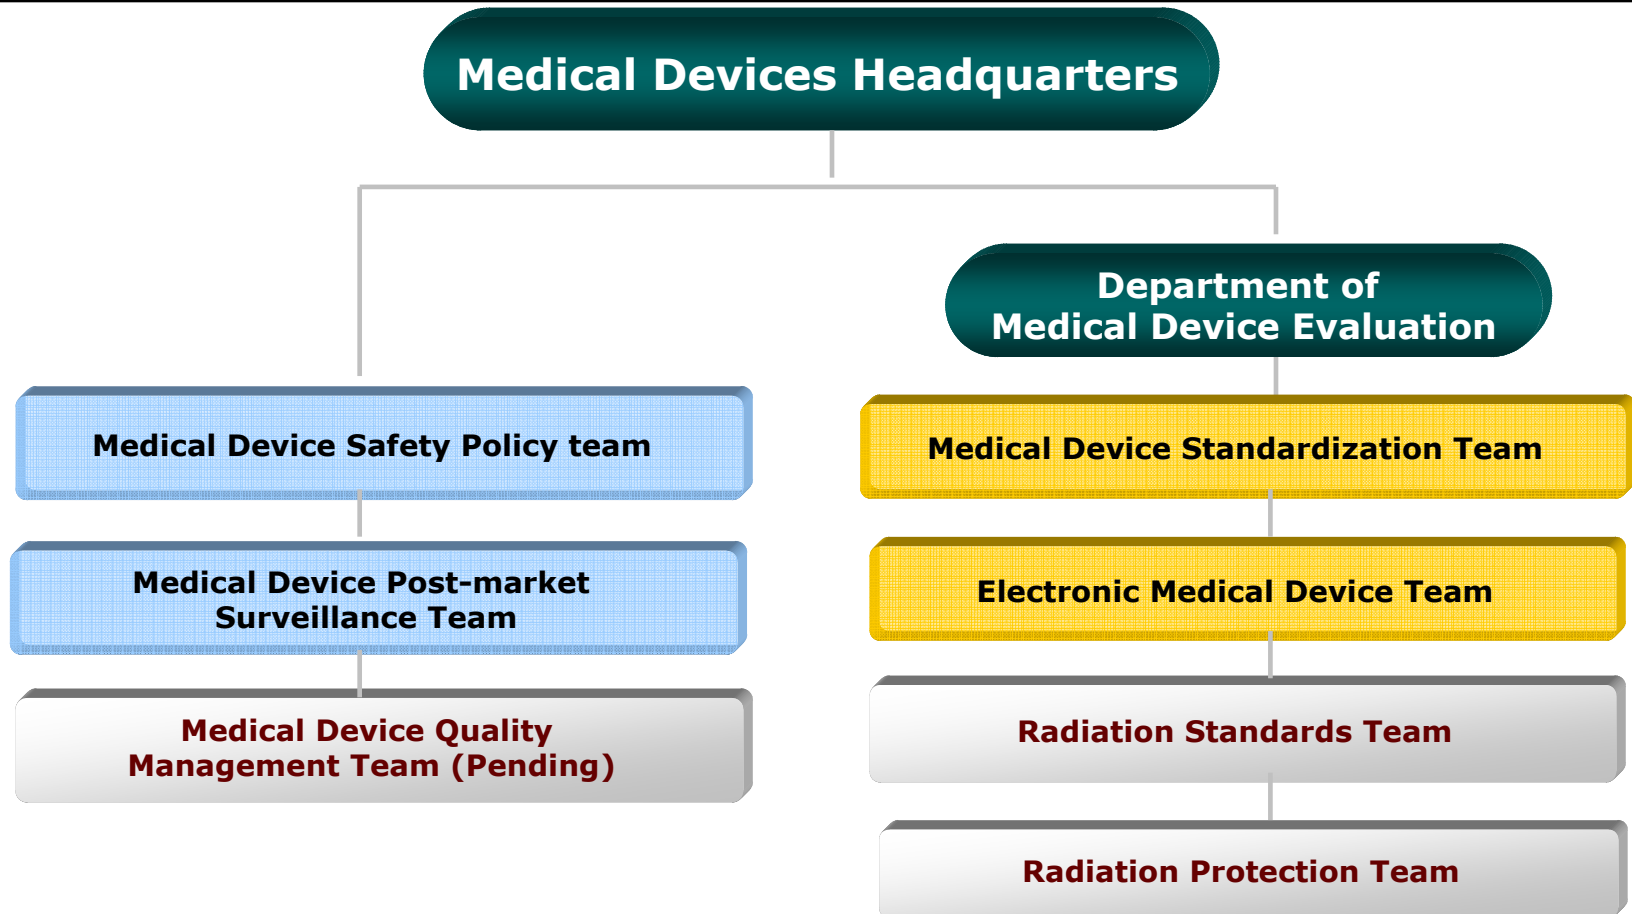 Medical Devices Headquarters
Department of
Medical Device Evaluation
Medical Device Safety Policy team
Medical Device Post-market
Surveillance Team
Medical Device Quality
Management Team (Pending)
Medical Device Standardization Team
Electronic Medical Device Team
Radiation Standards Team
Radiation Protection Team